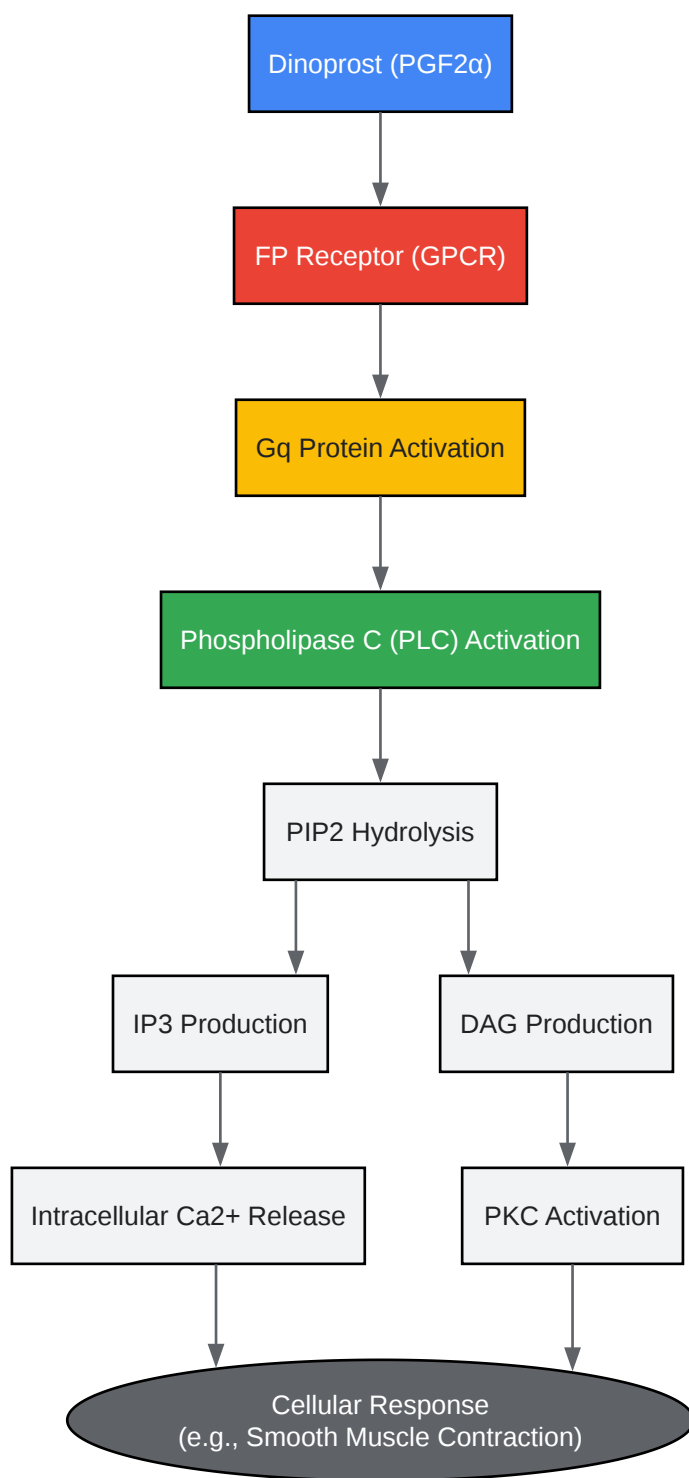 Dinoprost (PGF2α)
FP Receptor (GPCR)
Gq Protein Activation
Phospholipase C (PLC) Activation
PIP2 Hydrolysis
IP3 Production
DAG Production
Intracellular Ca2+ Release
PKC Activation
Cellular Response
(e.g., Smooth Muscle Contraction)